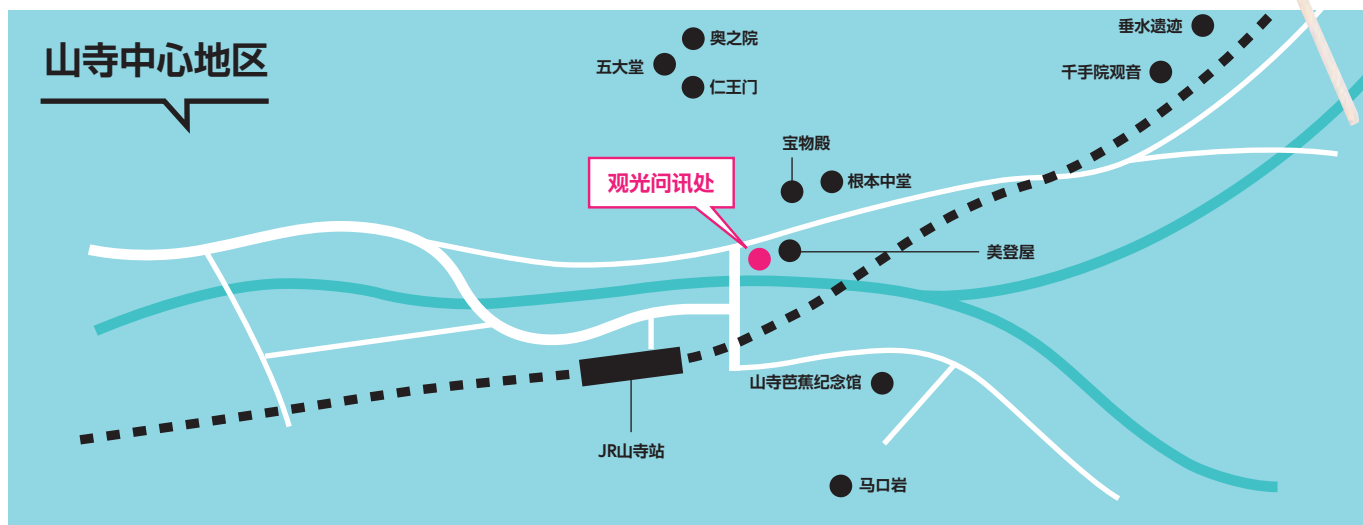 山寺中心地区
奥之院
五大堂
仁王门
垂水遗迹
千手院观音
宝物殿
根本中堂
观光问讯处
美登屋
山寺芭蕉纪念馆
JR山寺站
马口岩